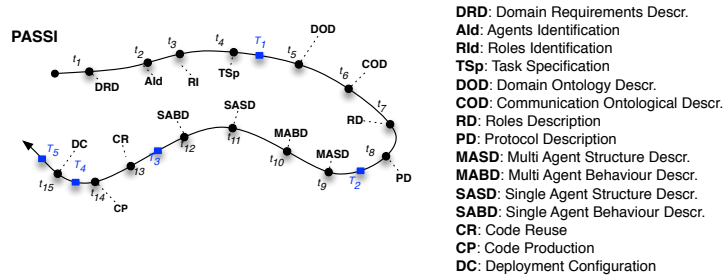 PASSI
t1
DRD
t2
AId
t3
RI
t4
TSp
T1
t5
DOD
t6
COD
t7
RD
t8
PD
T2
t9
MASD
t10
MABD
t11
SASD
t12
SABD
T3
t13
CR
t14
CP
T4
t15
DC
T5
DRD: Domain Requirements Descr.
AId: Agents Identification
RId: Roles Identification
TSp: Task Specification
DOD: Domain Ontology Descr.
COD: Communication Ontological Descr.
RD: Roles Description
PD: Protocol Description
MASD: Multi Agent Structure Descr.
MABD: Multi Agent Behaviour Descr.
SASD: Single Agent Structure Descr.
SABD: Single Agent Behaviour Descr.
CR: Code Reuse
CP: Code Production
DC: Deployment Configuration